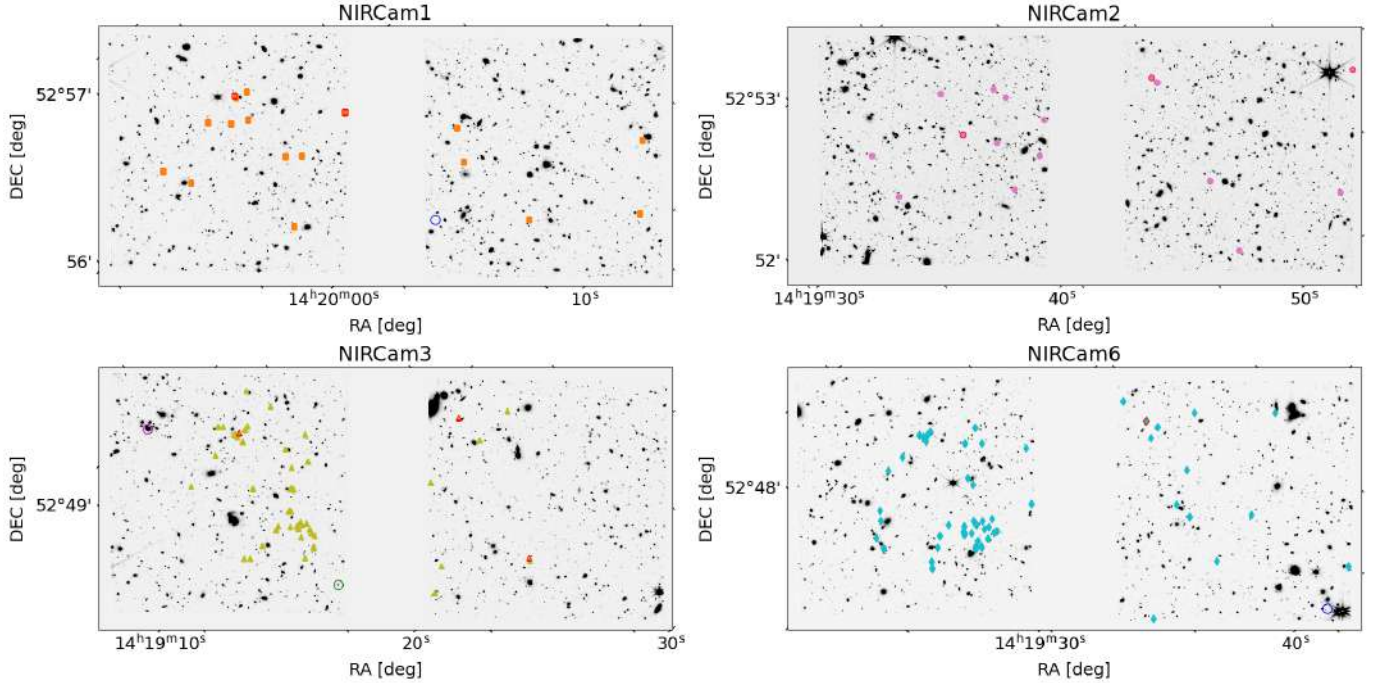 NIRCam1
52°57'
56'
DEC [deg]
14ʰ20ᵐ00ˢ
10ˢ
RA [deg]
NIRCam2
52°53'
52'
DEC [deg]
14ʰ19ᵐ30ˢ
40ˢ
50ˢ
RA [deg]
NIRCam3
52°49'
DEC [deg]
14ʰ19ᵐ10ˢ
20ˢ
30ˢ
RA [deg]
NIRCam6
52°48'
DEC [deg]
14ʰ19ᵐ30ˢ
40ˢ
RA [deg]